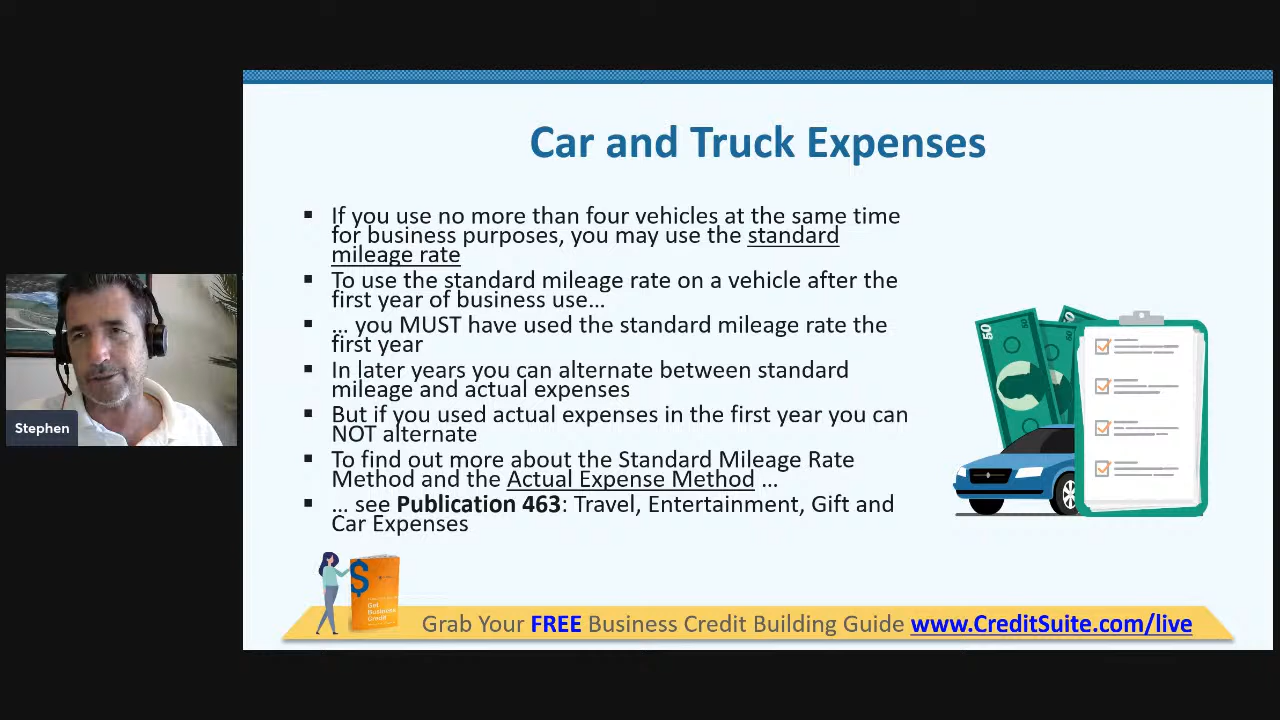 Car and Truck Expenses
If you use no more than four vehicles at the same time
for business purposes, you may use the standard
mileage rate
To use the standard mileage rate on a vehicle after the
first year of business use…
… you MUST have used the standard mileage rate the
first year
In later years you can alternate between standard
mileage and actual expenses
But if you used actual expenses in the first year you can
NOT alternate
To find out more about the Standard Mileage Rate
Method and the Actual Expense Method …
… see Publication 463: Travel, Entertainment, Gift and
Car Expenses
Stephen
50
$
Get
Business
Credit
Grab Your FREE Business Credit Building Guide www.CreditSuite.com/live